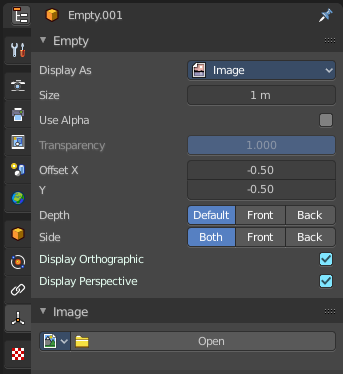 Empty.001
Empty
Display As Image
Size 1 m
Use Alpha
Transparency 1.000
Offset X -0.50
Y -0.50
Depth Default Front Back
Side Both Front Back
Display Orthographic
Display Perspective
Image
Open